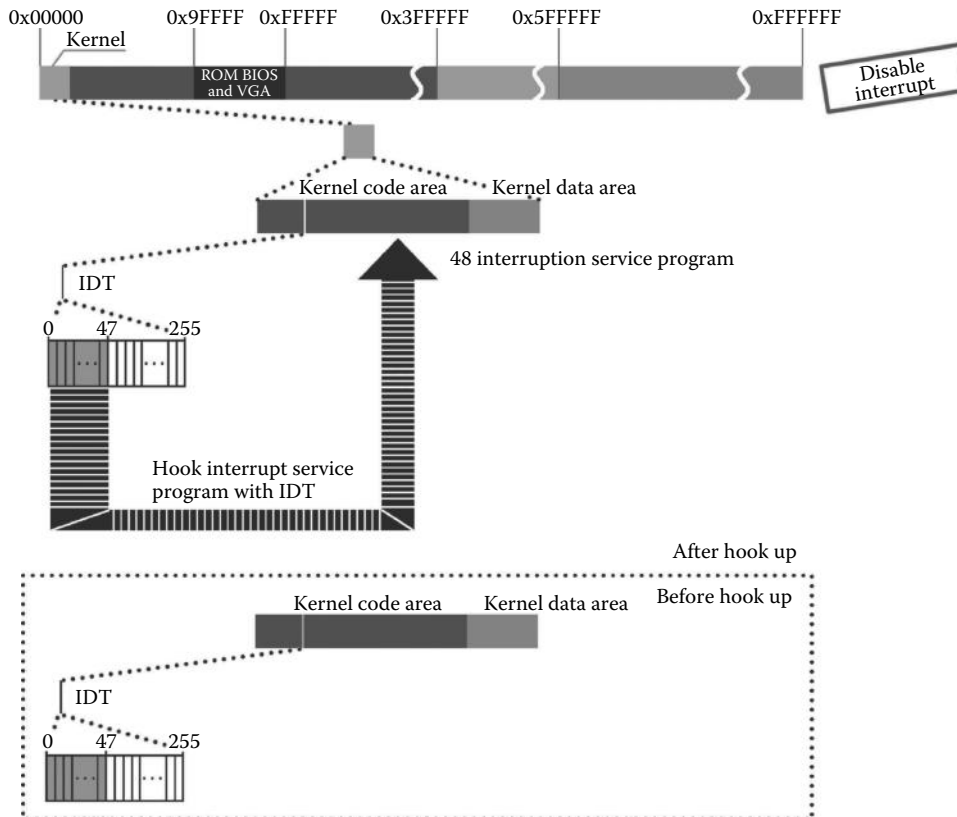 0x00000 0x9FFFF 0xFFFFF 0x3FFFFF 0x5FFFFF 0xFFFFFF
Kernel
ROM BIOS
and VGA
Disable
interrupt
Kernel code area Kernel data area
48 interruption service program
IDT
0 47 255
... ...
Hook interrupt service
program with IDT
After hook up
Before hook up
Kernel code area Kernel data area
IDT
0 47 255
... ...